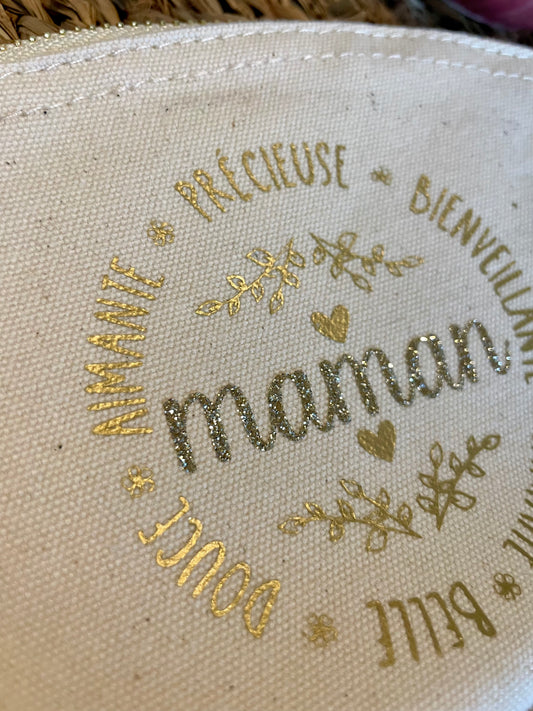 PRÉCIEUSE
BIENVEILLANTE
BELLE
DOUCE
AIMANTE
maman